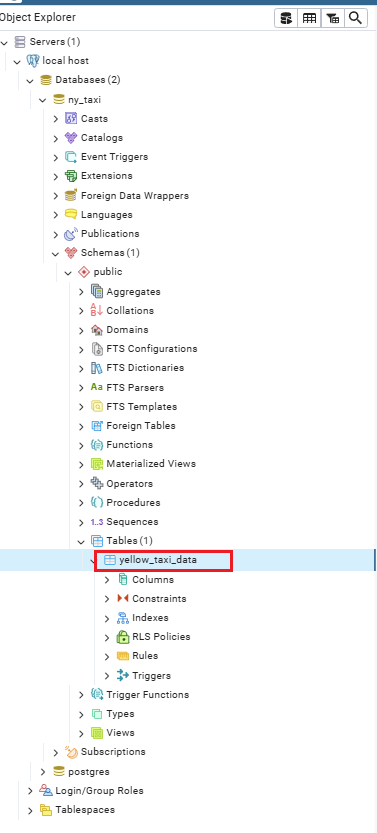 Object Explorer
Servers (1)
local host
Databases (2)
ny_taxi
Casts
Catalogs
Event Triggers
Extensions
Foreign Data Wrappers
Languages
Publications
Schemas (1)
public
Aggregates
Collations
Domains
FTS Configurations
FTS Dictionaries
Aa FTS Parsers
FTS Templates
Foreign Tables
Functions
Materialized Views
Operators
Procedures
1..3 Sequences
Tables (1)
yellow_taxi_data
Columns
Constraints
Indexes
RLS Policies
Rules
Triggers
Trigger Functions
Types
Views
Subscriptions
postgres
Login/Group Roles
Tablespaces